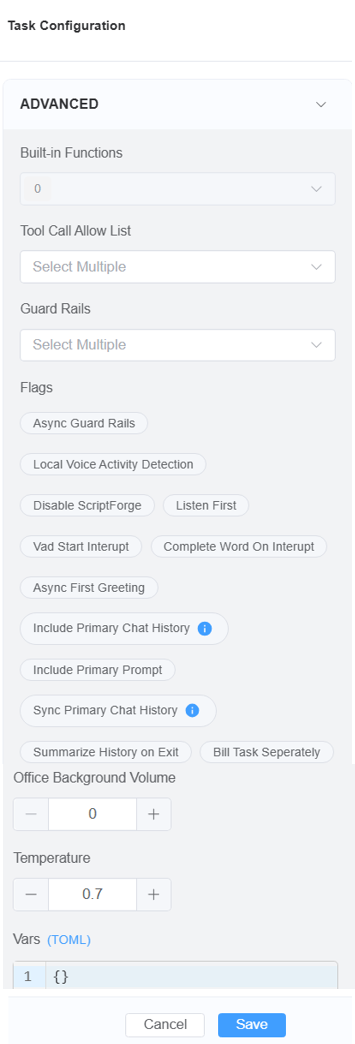 Task Configuration
ADVANCED
Built-in Functions
0
Tool Call Allow List
Select Multiple
Guard Rails
Select Multiple
Flags
Async Guard Rails
Local Voice Activity Detection
Disable ScriptForge Listen First
Vad Start Interupt Complete Word On Interupt
Async First Greeting
Include Primary Chat History i
Include Primary Prompt
Sync Primary Chat History i
Summarize History on Exit Bill Task Seperately
Office Background Volume
− 0 +
Temperature
− 0.7 +
Vars (TOML)
1 {}
Cancel Save